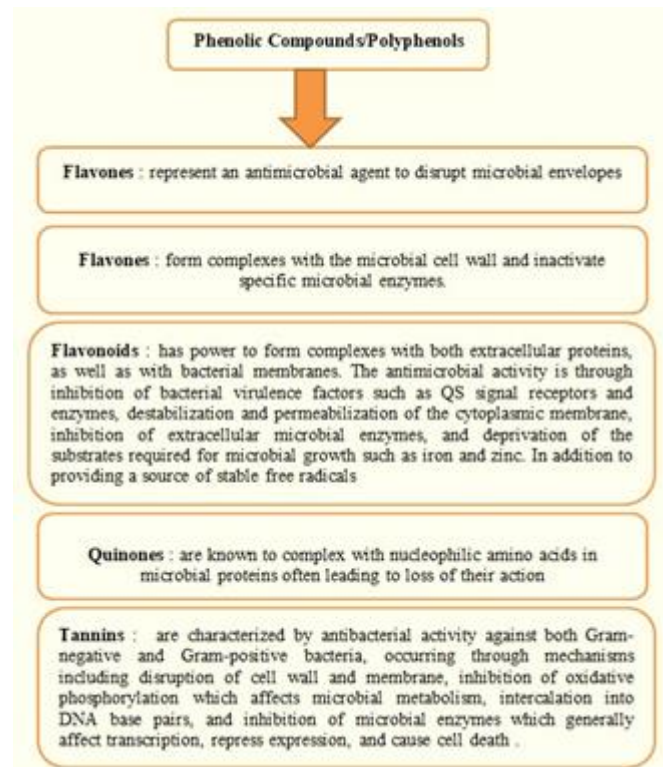 Phenolic Compounds/Polyphenols
Flavones : represent an antimicrobial agent to disrupt microbial envelopes
Flavones : form complexes with the microbial cell wall and inactivate
specific microbial enzymes.
Flavonoids : has power to form complexes with both extracellular proteins,
as well as with bacterial membranes. The antimicrobial activity is through
inhibition of bacterial virulence factors such as QS signal receptors and
enzymes, destabilization and permeabilization of the cytoplasmic membrane,
inhibition of extracellular microbial enzymes, and deprivation of the
substrates required for microbial growth such as iron and zinc. In addition to
providing a source of stable free radicals
Quinones : are known to complex with nucleophilic amino acids in
microbial proteins often leading to loss of their action
Tannins : are characterized by antibacterial activity against both Gram-
negative and Gram-positive bacteria, occurring through mechanisms
including disruption of cell wall and membrane, inhibition of oxidative
phosphorylation which affects microbial metabolism, intercalation into
DNA base pairs, and inhibition of microbial enzymes which generally
affect transcription, repress expression, and cause cell death .